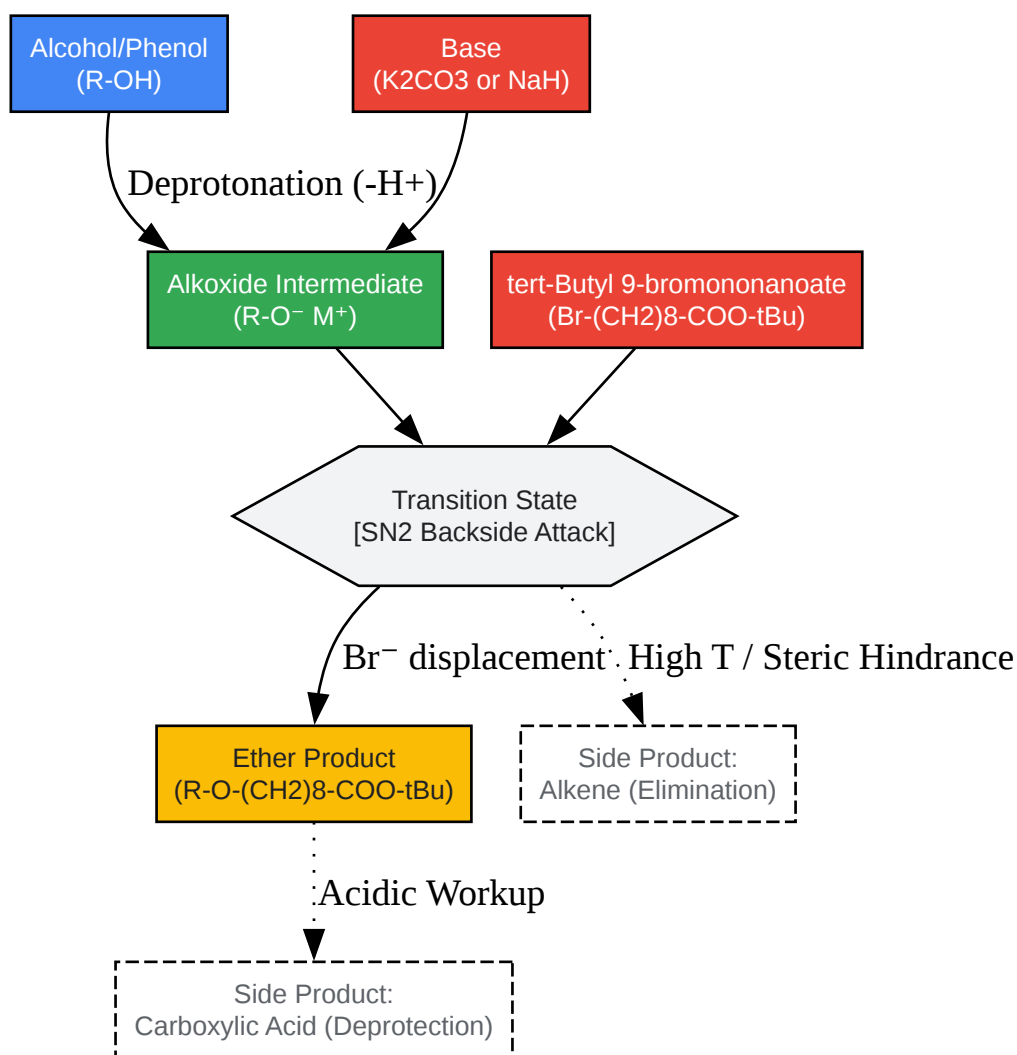 Alcohol/Phenol
(R-OH)
Base
(K2CO3 or NaH)
Deprotonation (-H+)
Alkoxide Intermediate
(R-O⁻ M⁺)
tert-Butyl 9-bromononanoate
(Br-(CH2)8-COO-tBu)
Transition State
[SN2 Backside Attack]
Br⁻ displacement
High T / Steric Hindrance
Ether Product
(R-O-(CH2)8-COO-tBu)
Side Product:
Alkene (Elimination)
Acidic Workup
Side Product:
Carboxylic Acid (Deprotection)